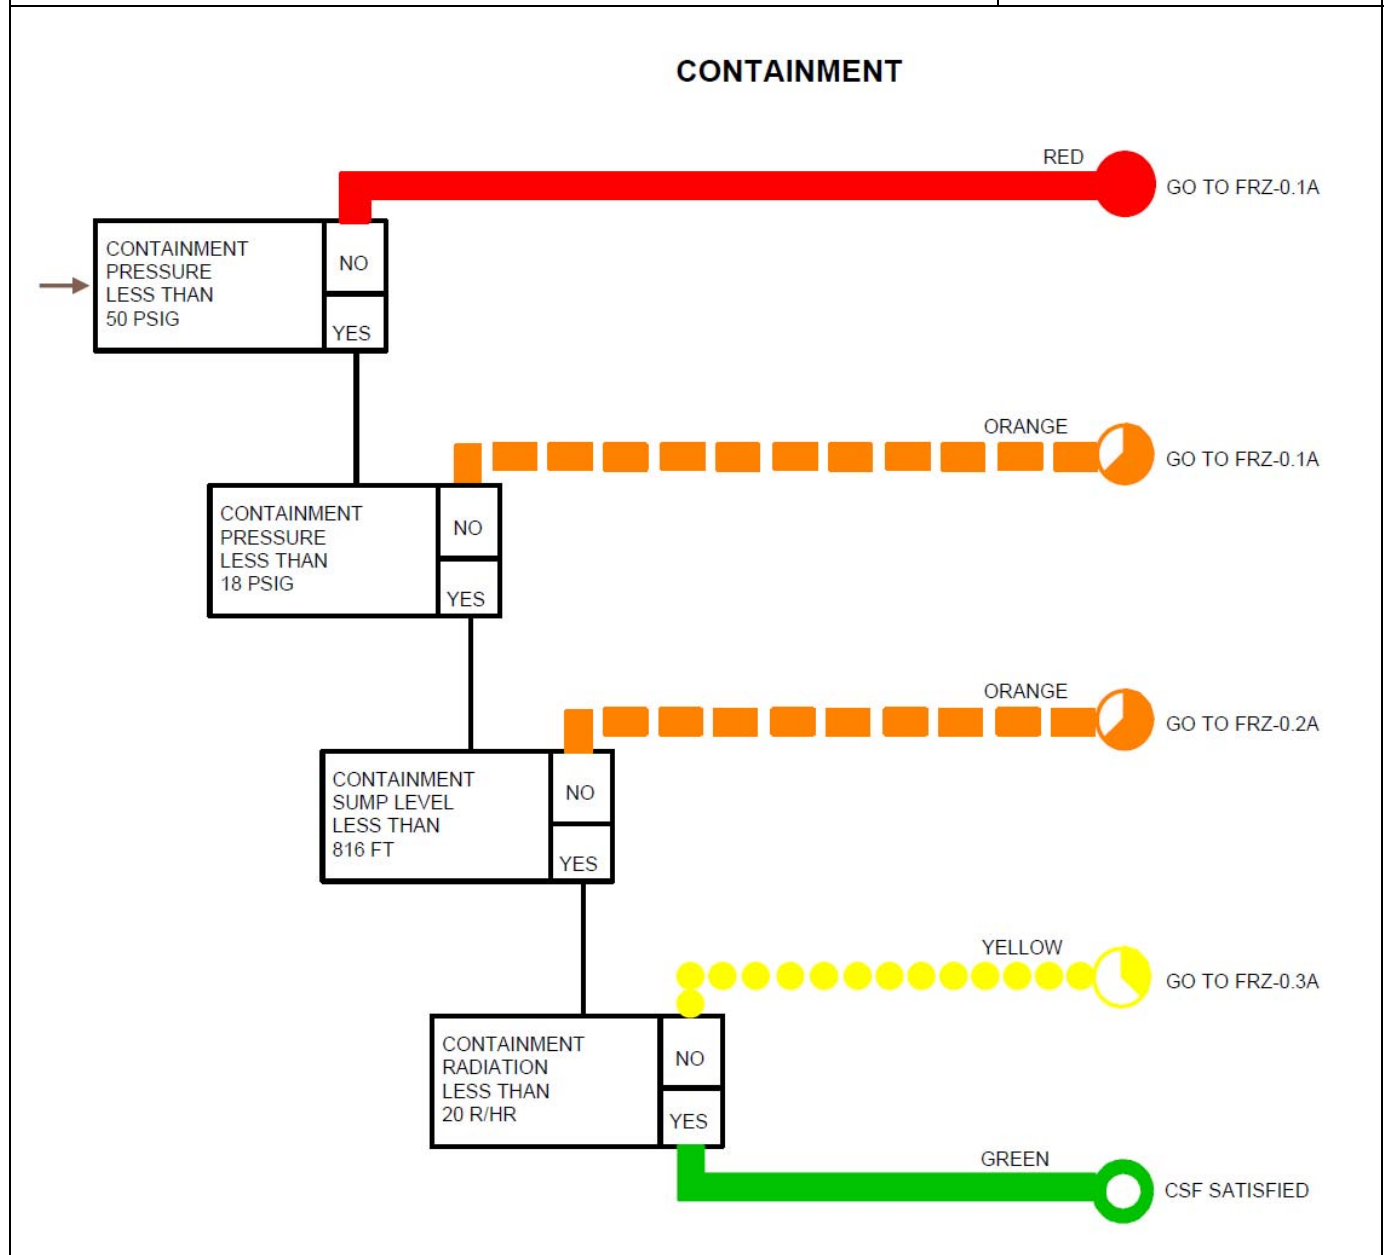 CONTAINMENT
RED
GO TO FRZ-0.1A
CONTAINMENT
PRESSURE
LESS THAN
50 PSIG
NO
YES
ORANGE
GO TO FRZ-0.1A
CONTAINMENT
PRESSURE
LESS THAN
18 PSIG
NO
YES
ORANGE
GO TO FRZ-0.2A
CONTAINMENT
SUMP LEVEL
LESS THAN
816 FT
NO
YES
YELLOW
GO TO FRZ-0.3A
CONTAINMENT
RADIATION
LESS THAN
20 R/HR
NO
YES
GREEN
CSF SATISFIED